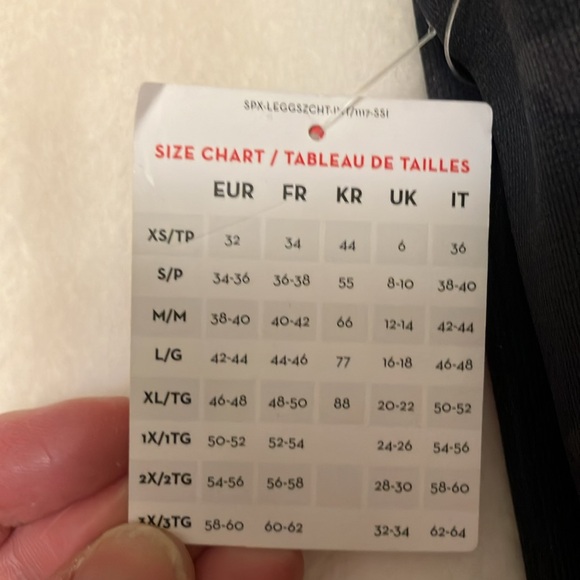 SIZE CHART / TABLEAU DE TAILLES
EUR FR KR UK IT
XS/TP 32 34 44 6 36
S/P 34-36 36-38 55 8-10 38-40
M/M 38-40 40-42 66 12-14 42-44
L/G 42-44 44-46 77 16-18 46-48
XL/TG 46-48 48-50 88 20-22 50-52
1X/1TG 50-52 52-54 24-26 54-56
2X/2TG 54-56 56-58 28-30 58-60
3X/3TG 58-60 60-62 32-34 62-64